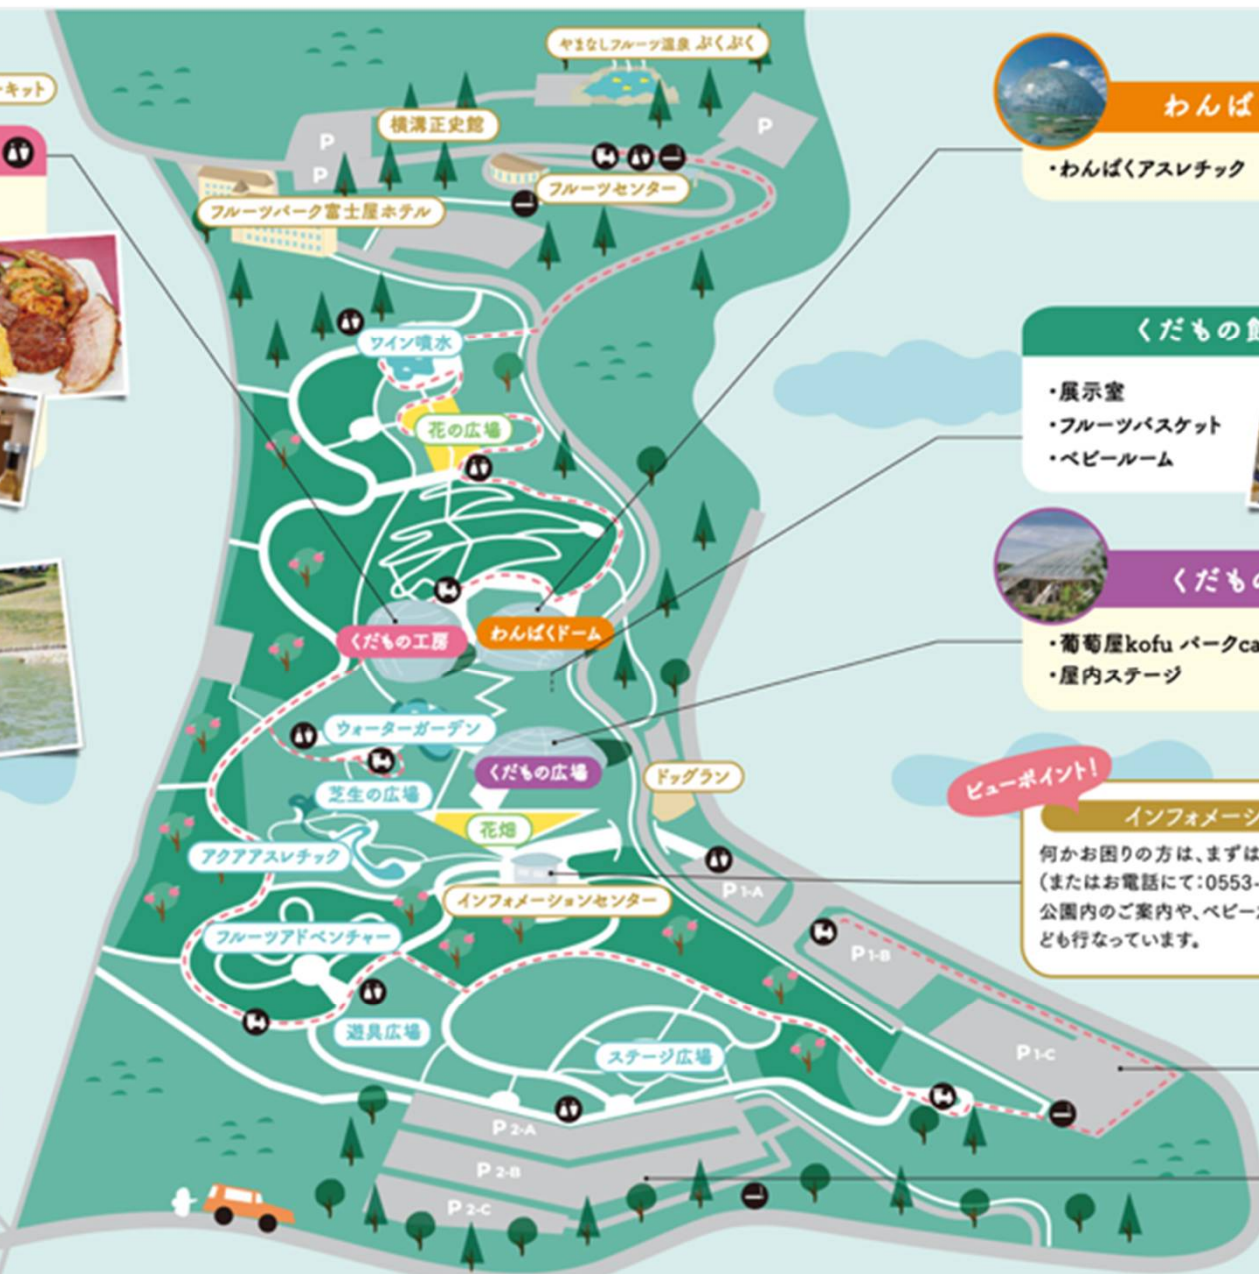 やまなしフルーツ温泉 ぷくぷく
ーキット
横溝正史館
P
P
P
フルーツセンター
フルーツパーク富士屋ホテル
ワイン噴水
花の広場
くだもの工房
わんぱくドーム
ウォーターガーデン
くだもの広場
ドッグラン
芝生の広場
花畑
アクアアスレチック
インフォメーションセンター
フルーツアドベンチャー
遊具広場
ステージ広場
P 1-A
P 1-B
P 1-C
P 2-A
P 2-B
P 2-C
わんぱ
・わんぱくアスレチック
くだもの館
・展示室
・フルーツバスケット
・ベビールーム
くだもの
・葡萄屋kofu パークca
・屋内ステージ
ビューポイント!
インフォメーシ
何かお困りの方は、まずは
(またはお電話にて:0553-
公園内のご案内や、ベビー
ども行なっています。